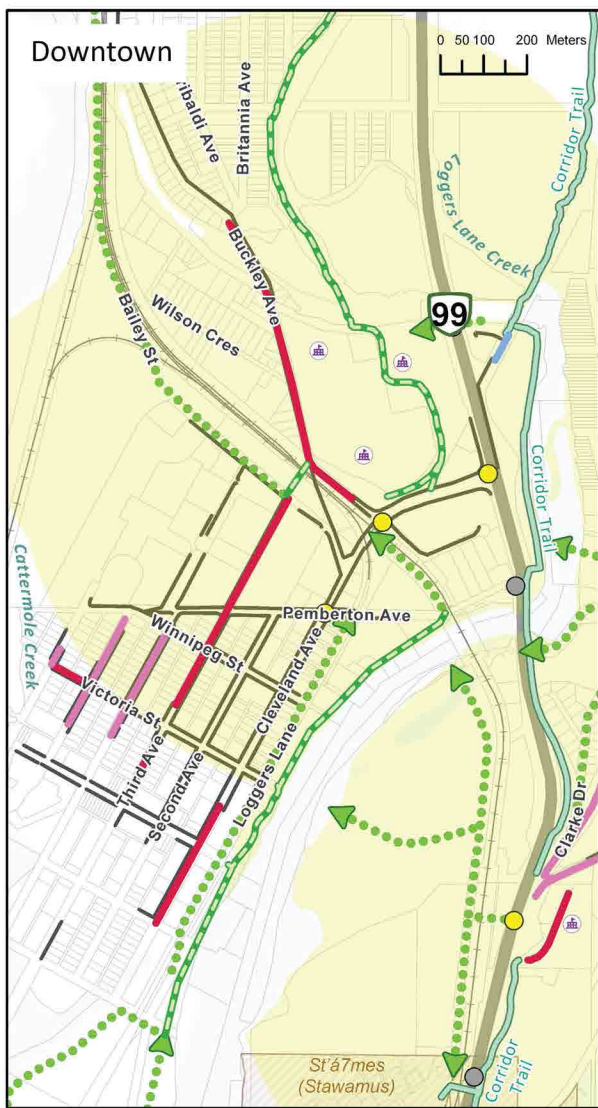 Downtown
0 50 100 200 Meters
ribaldi Ave
Britannia Ave
Corridor Trail
Loggers Lane Creek
Buckley Ave
99
Bailey St
Wilson Cres
Corridor Trail
Cattermole Creek
Pemberton Ave
Winnipeg St
Victoria St
Cleveland Ave
Third Ave
Second Ave
Loggers Lane
Clarke Dr
St'á7mes
(Stawamus)
Corridor
Trail